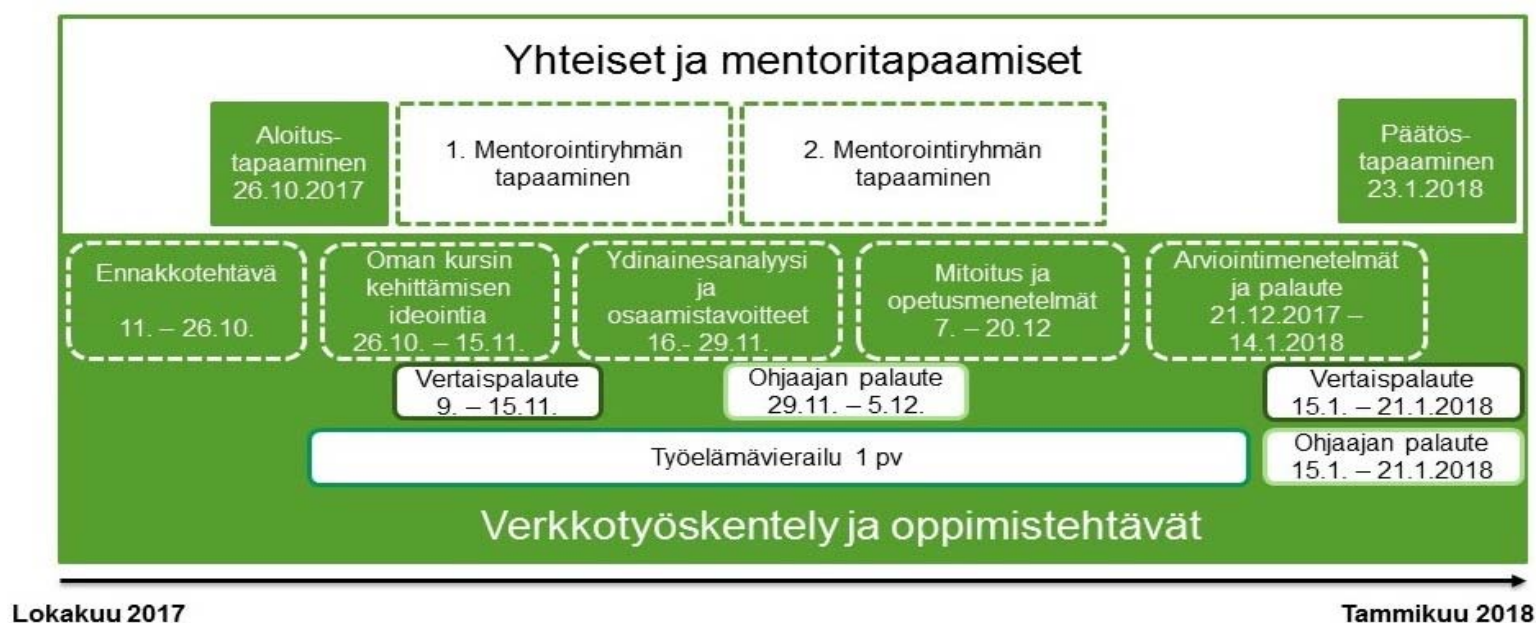 Yhteiset ja mentoritapaamiset
Aloitus-
tapaaminen
26.10.2017
1. Mentorointiryhmän
tapaaminen
2. Mentorointiryhmän
tapaaminen
Päätös-
tapaaminen
23.1.2018
Ennakkotehtävä
11. – 26.10.
Oman kursin
kehittämisen
ideointia
26.10. – 15.11.
Ydinainesanalyysi
ja
osaamistavoitteet
16.- 29.11.
Mitoitus ja
opetusmenetelmät
7. – 20.12
Arviointimenetelmät
ja palaute
21.12.2017 –
14.1.2018
Vertaispalaute
9. – 15.11.
Ohjaajan palaute
29.11. – 5.12.
Vertaispalaute
15.1. – 21.1.2018
Työelämävierailu 1 pv
Ohjaajan palaute
15.1. – 21.1.2018
Verkkotyöskentely ja oppimistehtävät
Lokakuu 2017
Tammikuu 2018